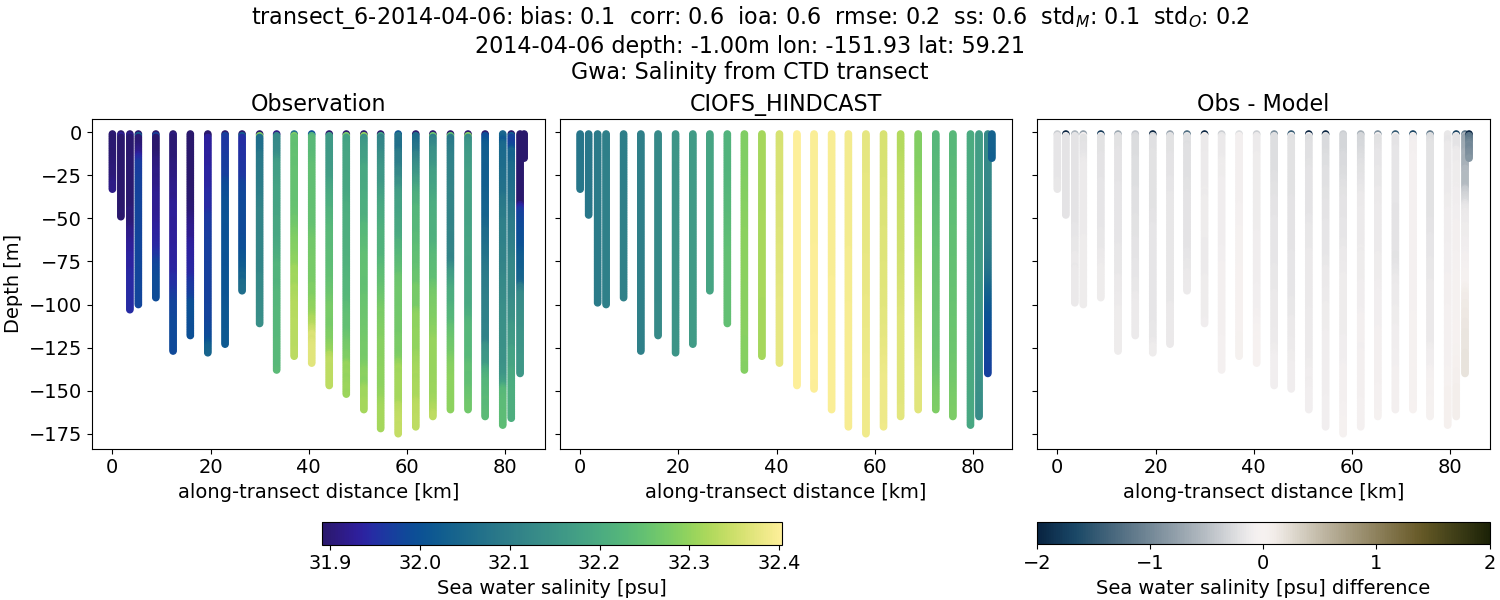 transect_6-2014-04-06: bias: 0.1  corr: 0.6  ioa: 0.6  rmse: 0.2  ss: 0.6  std_M: 0.1  std_O: 0.2
2014-04-06 depth: -1.00m lon: -151.93 lat: 59.21
Gwa: Salinity from CTD transect
Observation
CIOFS_HINDCAST
Obs - Model
Depth [m]
0
−25
−50
−75
−100
−125
−150
−175
0 20 40 60 80
0 20 40 60 80
0 20 40 60 80
along-transect distance [km]
along-transect distance [km]
along-transect distance [km]
31.9 32.0 32.1 32.2 32.3 32.4
Sea water salinity [psu]
−2 −1 0 1 2
Sea water salinity [psu] difference